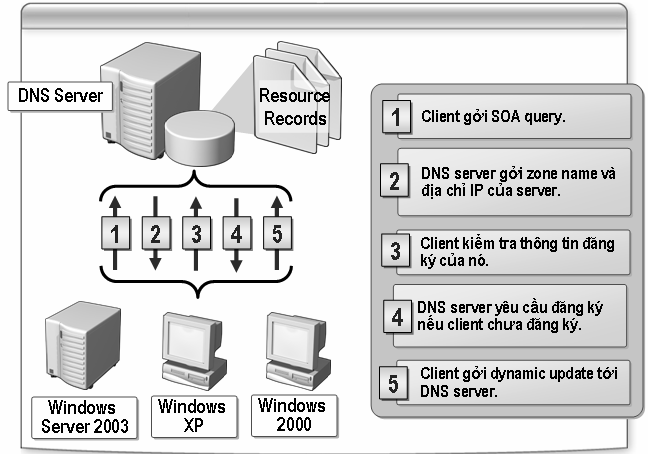 DNS Server
Resource
Records
1
2
3
4
5
Windows
Server 2003
Windows
XP
Windows
2000
1
Client gởi SOA query.
2
DNS server gởi zone name và
địa chỉ IP của server.
3
Client kiểm tra thông tin đăng
ký của nó.
4
DNS server yêu cầu đăng ký
nếu client chưa đăng ký.
5
Client gởi dynamic update tới
DNS server.